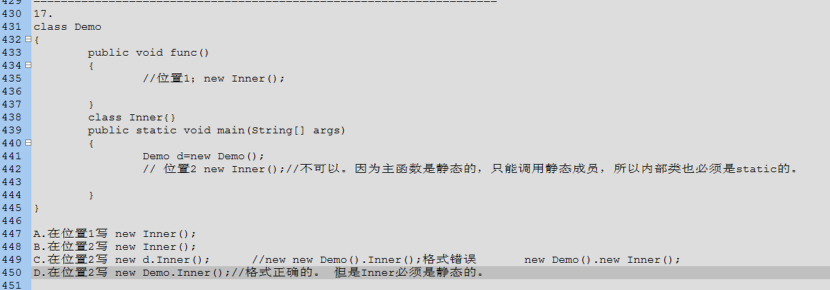 429 ----------------------------------------------------------------------
430 17.
431 class Demo
432 {
433 public void func()
434 {
435 //位置1；new Inner();
436
437 }
438 class Inner{}
439 public static void main(String[] args)
440 {
441 Demo d=new Demo();
442 // 位置2 new Inner();//不可以。因为主函数是静态的，只能调用静态成员，所以内部类也必须是static的。
443
444 }
445 }
446
447 A.在位置1写 new Inner();
448 B.在位置2写 new Inner();
449 C.在位置2写 new d.Inner(); //new new Demo().Inner();格式错误 new Demo().new Inner();
450 D.在位置2写 new Demo.Inner();//格式正确的。 但是Inner必须是静态的。
451